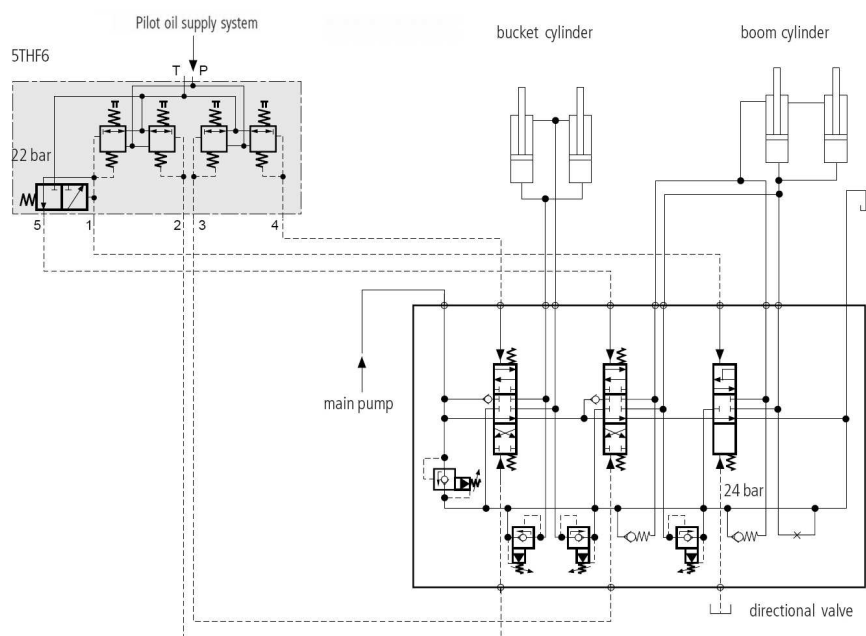 Pilot oil supply system
bucket cylinder
boom cylinder
5THF6
T P
22 bar
5 1 2 3 4
main pump
24 bar
directional valve